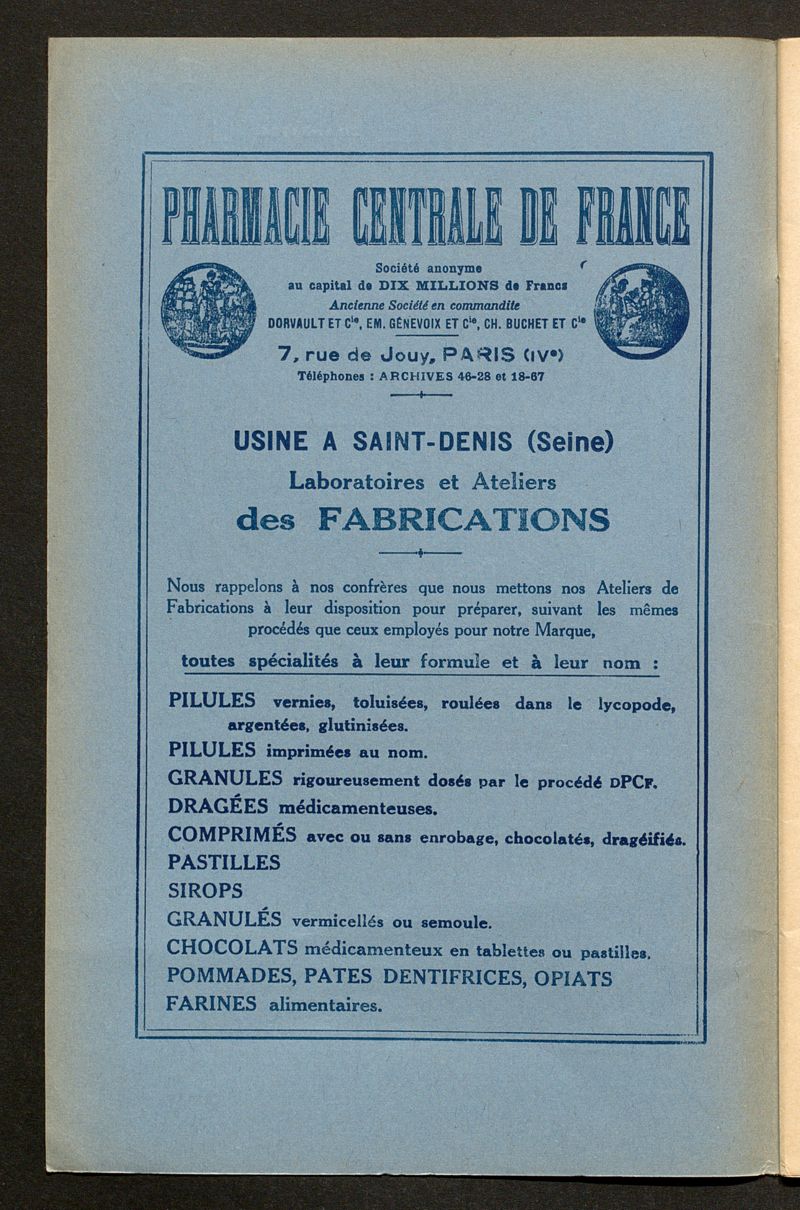 PHARMACIE CENTRALE DE FRANCE
Société anonyme
au capital de DIX MILLIONS de Francs
Ancienne Société en commandite
DORVAULT ET Cie, EM. GÉNEVOIX ET Cie, CH. BUCHET ET Cie
7, rue de Jouy, PARIS (IVe)
Téléphones : ARCHIVES 46-28 et 18-67
USINE A SAINT-DENIS (Seine)
Laboratoires et Ateliers
des FABRICATIONS
Nous rappelons à nos confrères que nous mettons nos Ateliers de
Fabrications à leur disposition pour préparer, suivant les mêmes
procédés que ceux employés pour notre Marque,
toutes spécialités à leur formule et à leur nom :
PILULES vernies, toluisées, roulées dans le lycopode,
argentées, glutinisées.
PILULES imprimées au nom.
GRANULES rigoureusement dosés par le procédé DPCF.
DRAGÉES médicamenteuses.
COMPRIMÉS avec ou sans enrobage, chocolatés, dragéifiés.
PASTILLES
SIROPS
GRANULÉS vermicellés ou semoule.
CHOCOLATS médicamenteux en tablettes ou pastilles.
POMMADES, PATES DENTIFRICES, OPIATS
FARINES alimentaires.